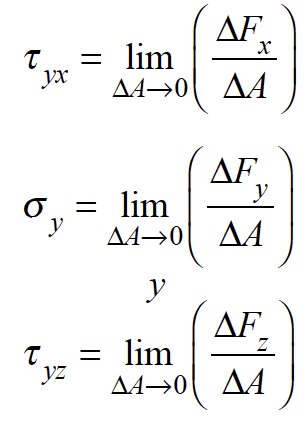 τ_yx = lim_{ΔA→0} (ΔF_x / ΔA)
σ_y = lim_{ΔA→0} (ΔF_y / ΔA)
y
τ_yz = lim_{ΔA→0} (ΔF_z / ΔA)